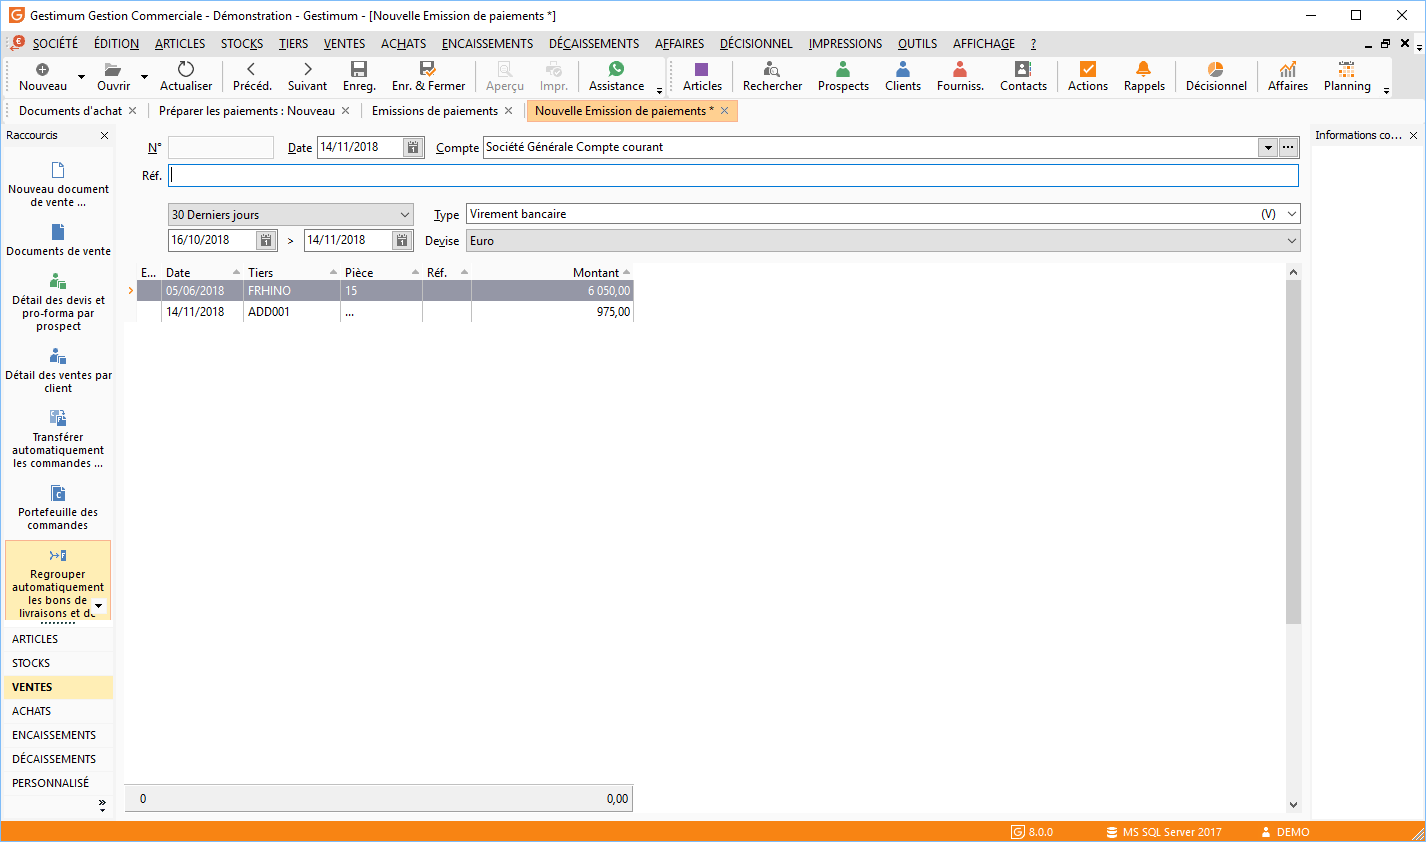 Gestimum Gestion Commerciale - Démonstration - Gestimum - [Nouvelle Emission de paiements *]
SOCIÉTÉ ÉDITION ARTICLES STOCKS TIERS VENTES ACHATS ENCAISSEMENTS DÉCAISSEMENTS AFFAIRES DÉCISIONNEL IMPRESSIONS OUTILS AFFICHAGE ?
Nouveau Ouvrir Actualiser Précéd. Suivant Enreg. Enr. & Fermer Aperçu Impr. Assistance Articles Rechercher Prospects Clients Fourniss. Contacts Actions Rappels Décisionnel Affaires Planning
Documents d'achat Préparer les paiements : Nouveau Emissions de paiements Nouvelle Emission de paiements *
Raccourcis
Nouveau document
de vente ...
Documents de vente
Détail des devis et
pro-forma par
prospect
Détail des ventes par
client
Transférer
automatiquement
les commandes ...
Portefeuille des
commandes
Regrouper
automatiquement
les bons de
livraisons et de
ARTICLES
STOCKS
VENTES
ACHATS
ENCAISSEMENTS
DÉCAISSEMENTS
PERSONNALISÉ
N° Date 14/11/2018 Compte Société Générale Compte courant
Réf.
30 Derniers jours Type Virement bancaire (V)
16/10/2018 > 14/11/2018 Devise Euro
E... Date Tiers Pièce Réf. Montant
05/06/2018 FRHINO 15 6 050,00
14/11/2018 ADD001 ... 975,00
0 0,00
Informations co...
8.0.0 MS SQL Server 2017 DEMO